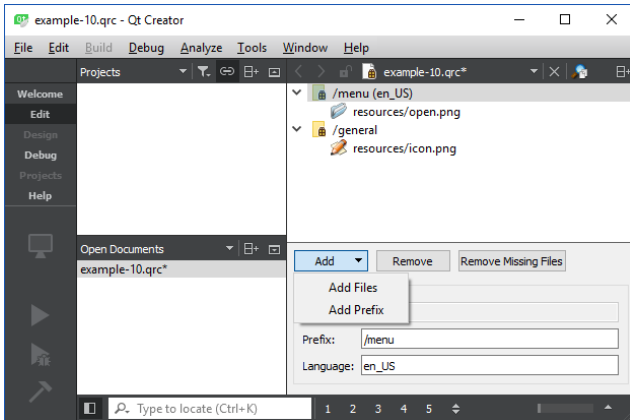 example-10.qrc - Qt Creator
File Edit Build Debug Analyze Tools Window Help
Projects
example-10.qrc*
Welcome
Edit
Design
Debug
Projects
Help
/menu (en_US)
resources/open.png
/general
resources/icon.png
Open Documents
example-10.qrc*
Add Remove Remove Missing Files
Add Files
Add Prefix
Prefix: /menu
Language: en_US
Type to locate (Ctrl+K) 1 2 3 4 5